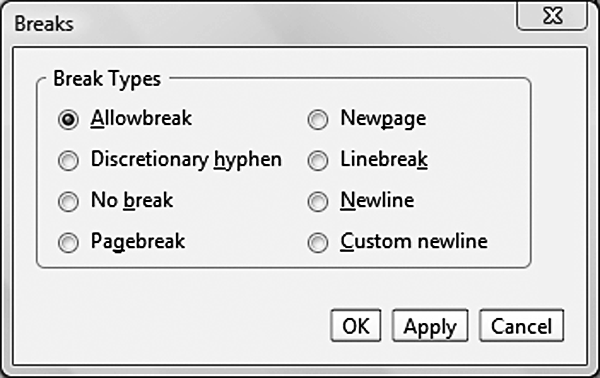 Breaks
Break Types
Allowbreak
Discretionary hyphen
No break
Pagebreak
Newpage
Linebreak
Newline
Custom newline
OK Apply Cancel